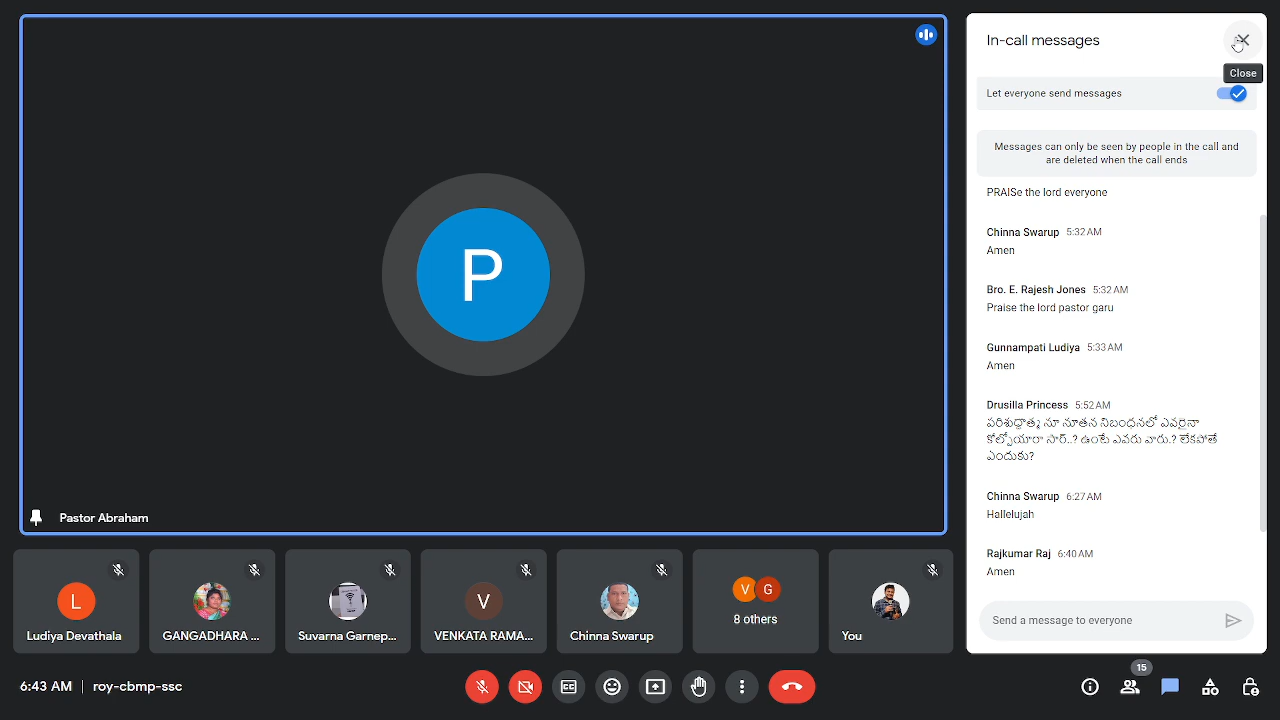 In-call messages
Close
Let everyone send messages
Messages can only be seen by people in the call and
are deleted when the call ends
PRAISe the lord everyone
Chinna Swarup 5:32 AM
Amen
Bro. E. Rajesh Jones 5:32 AM
Praise the lord pastor garu
Gunnampati Ludiya 5:33 AM
Amen
Drusilla Princess 5:52 AM
పరిశుద్ధాత్మ నూ నూతన నిబంధనలో ఎవరైనా
కోల్పోయారా సార్..? ఉంటే ఎవరు వారు.? లేకపోతే
ఎందుకు?
Chinna Swarup 6:27 AM
Hallelujah
Rajkumar Raj 6:40 AM
Amen
Send a message to everyone
P
Pastor Abraham
L
Ludiya Devathala
GANGADHARA ...
Suvarna Garnep...
V
VENKATA RAMA...
Chinna Swarup
V G
8 others
You
6:43 AM | roy-cbmp-ssc
15